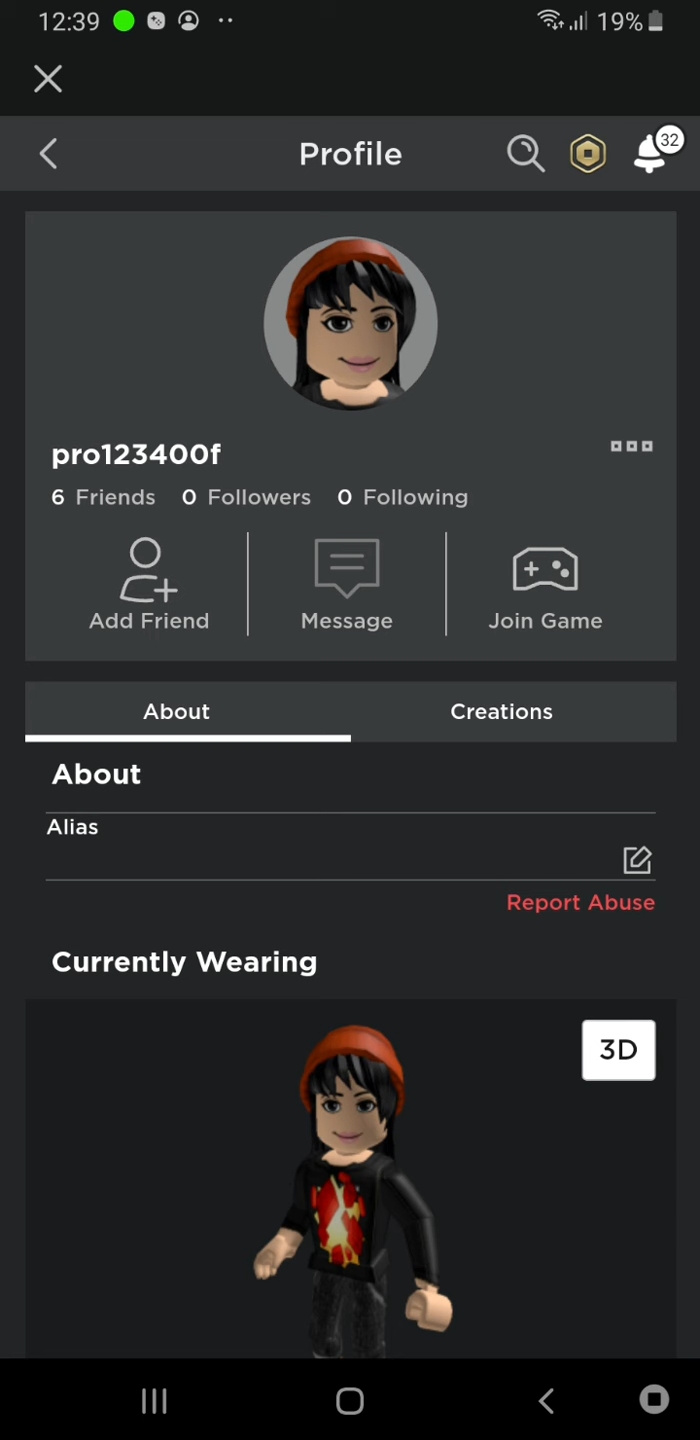 12:39 19%
Profile 32
pro123400f
6 Friends 0 Followers 0 Following
Add Friend Message Join Game
About Creations
About
Alias
Report Abuse
Currently Wearing
3D